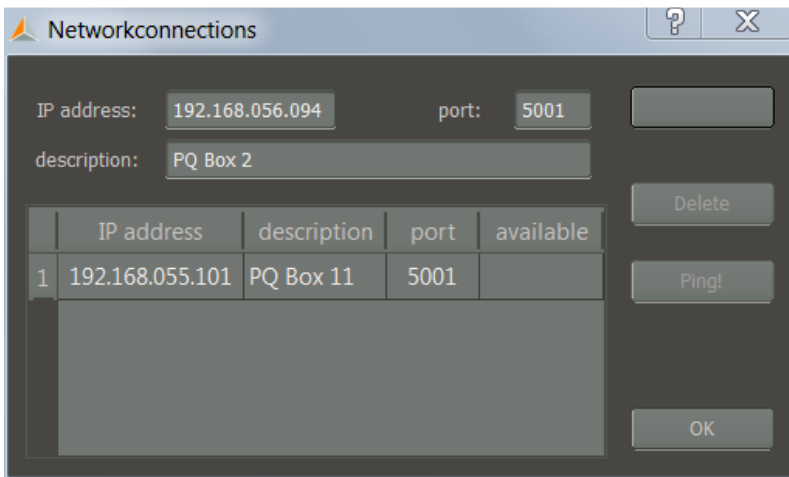 Networkconnections
IP address: 192.168.056.094 port: 5001
description: PQ Box 2
Delete
IP address description port available
1 192.168.055.101 PQ Box 11 5001
Ping!
OK